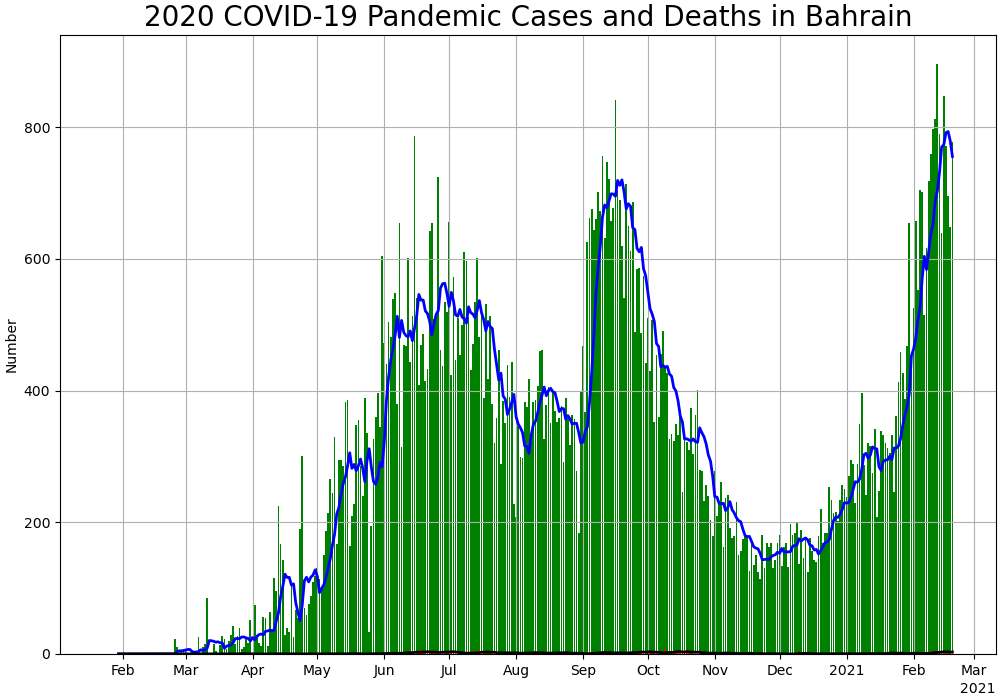 2020 COVID-19 Pandemic Cases and Deaths in Bahrain
Number
800
600
400
200
0
Feb Mar Apr May Jun Jul Aug Sep Oct Nov Dec 2021 Feb Mar
2021